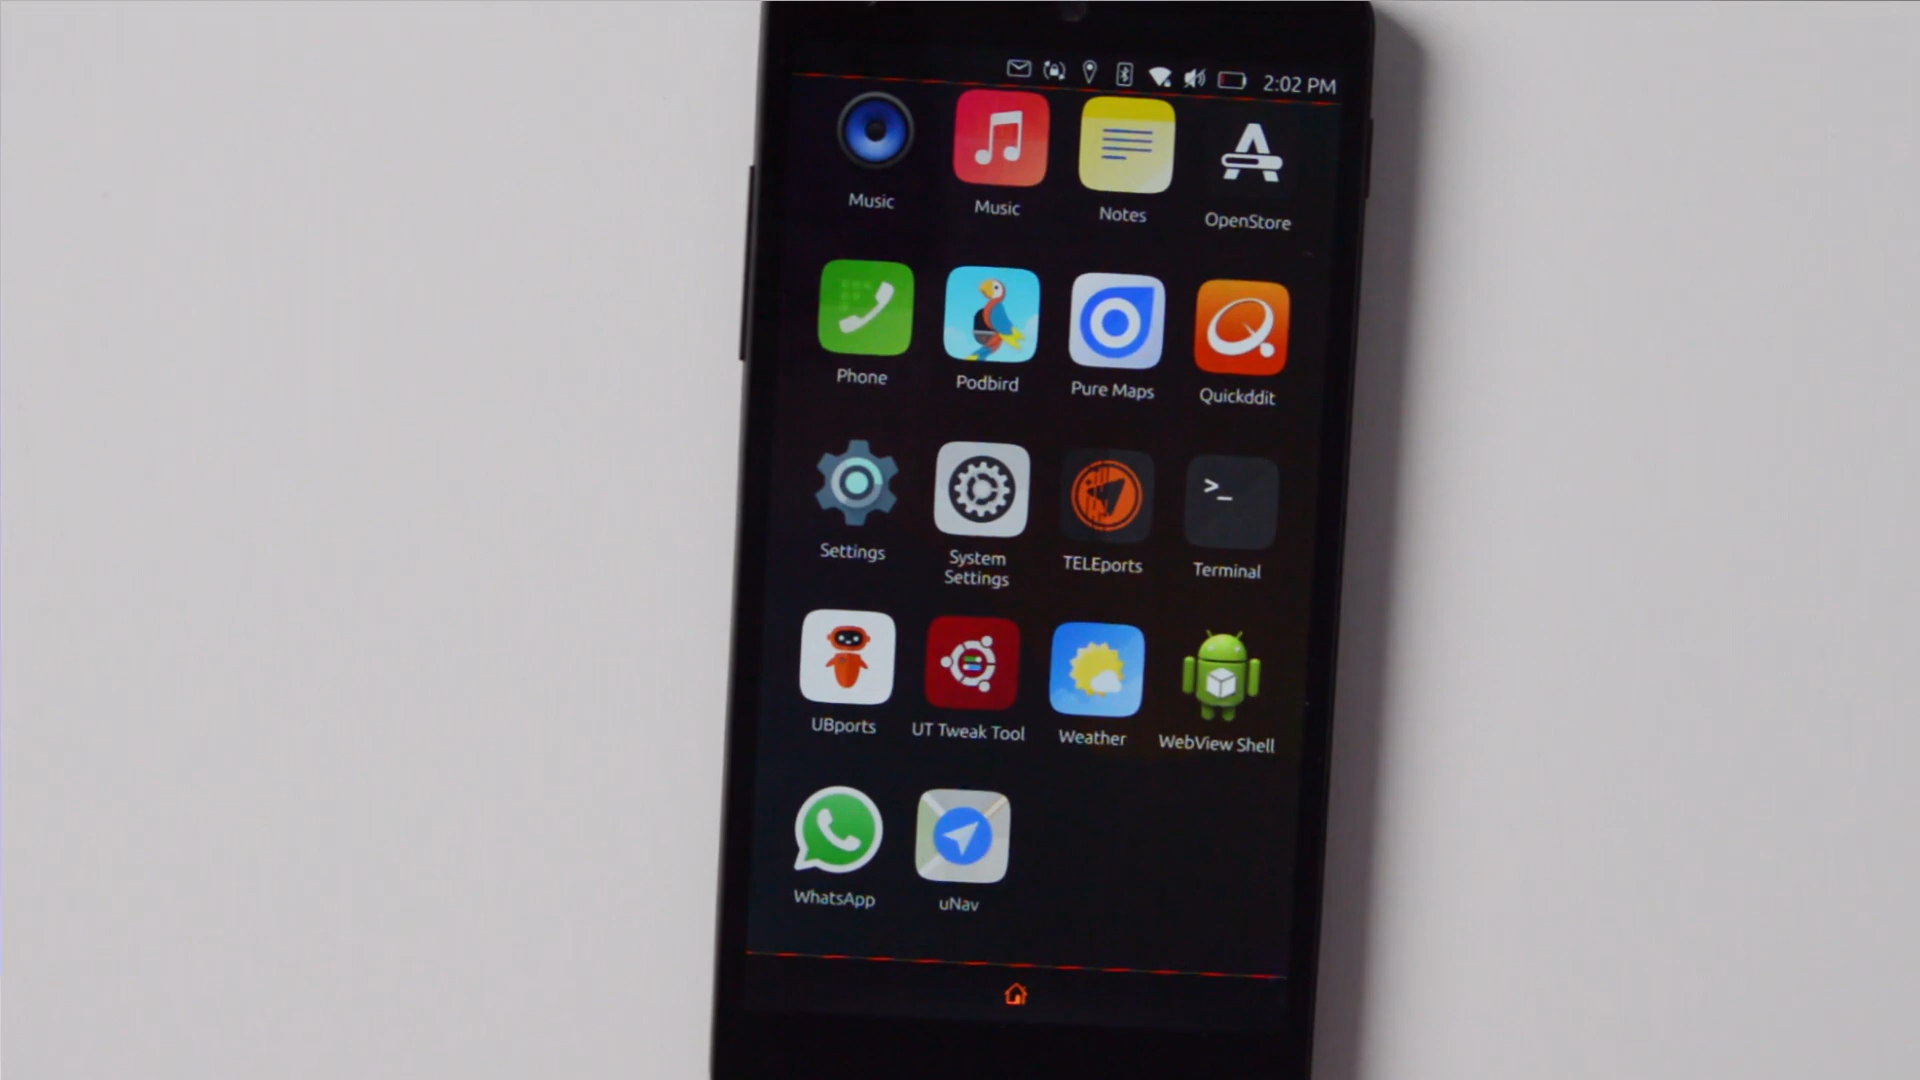 2:02 PM
Music
Music
Notes
OpenStore
Phone
Podbird
Pure Maps
Quickddit
Settings
System
Settings
TELEports
>_
Terminal
UBports
UT Tweak Tool
Weather
WebView Shell
WhatsApp
uNav